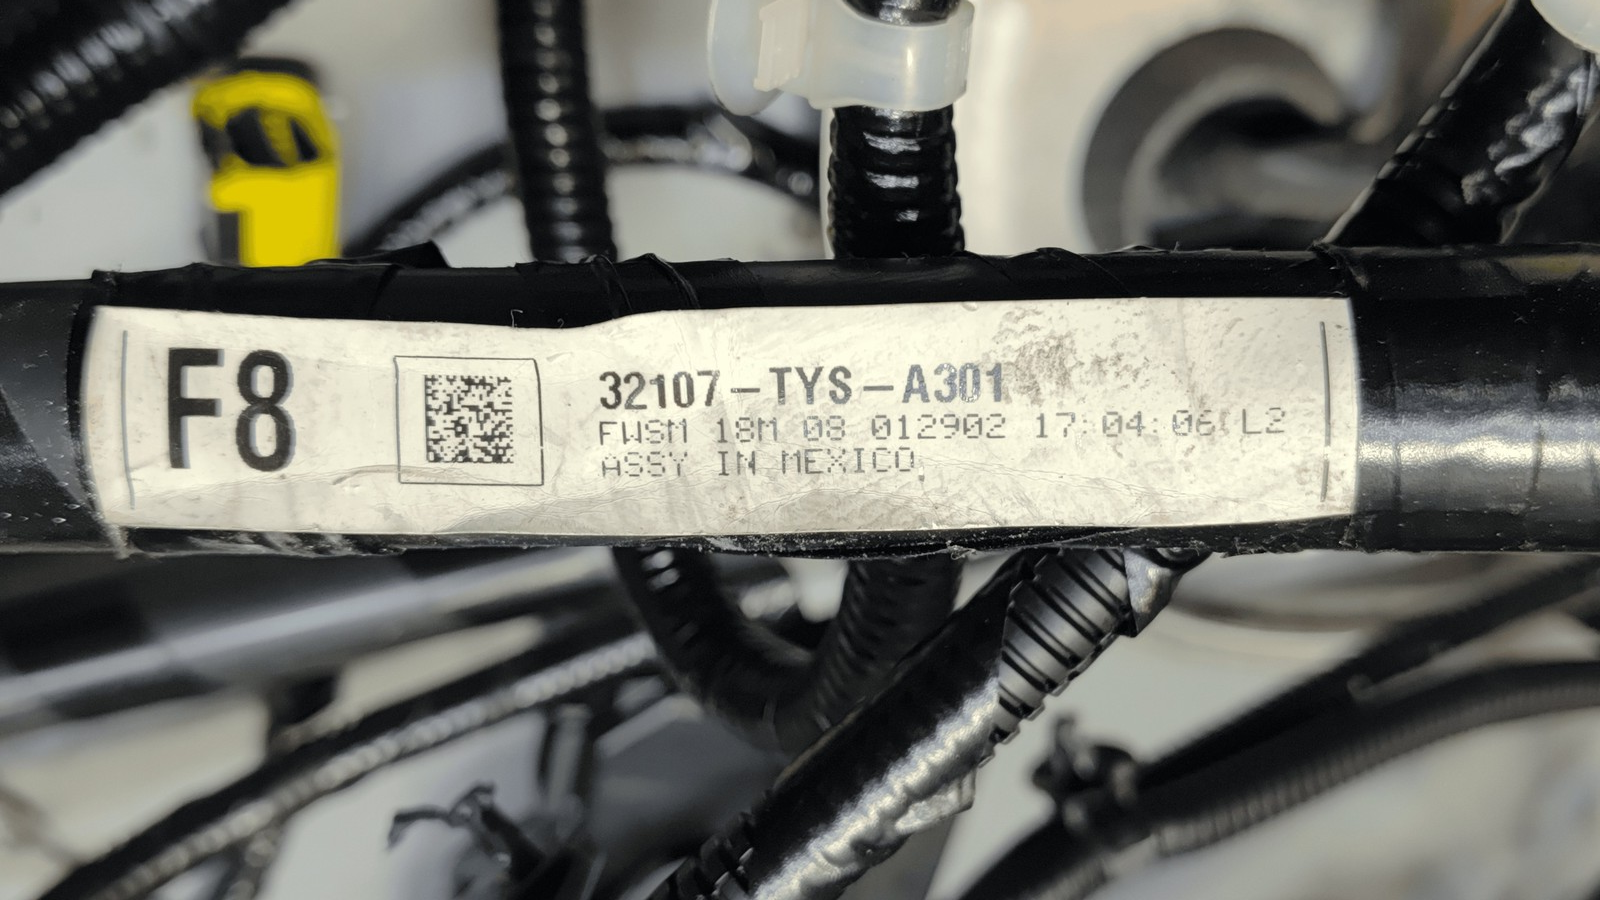 F8
32107-TYS-A301
FWSM 18M 08 012902 17:04:06 L2
ASSY IN MEXICO